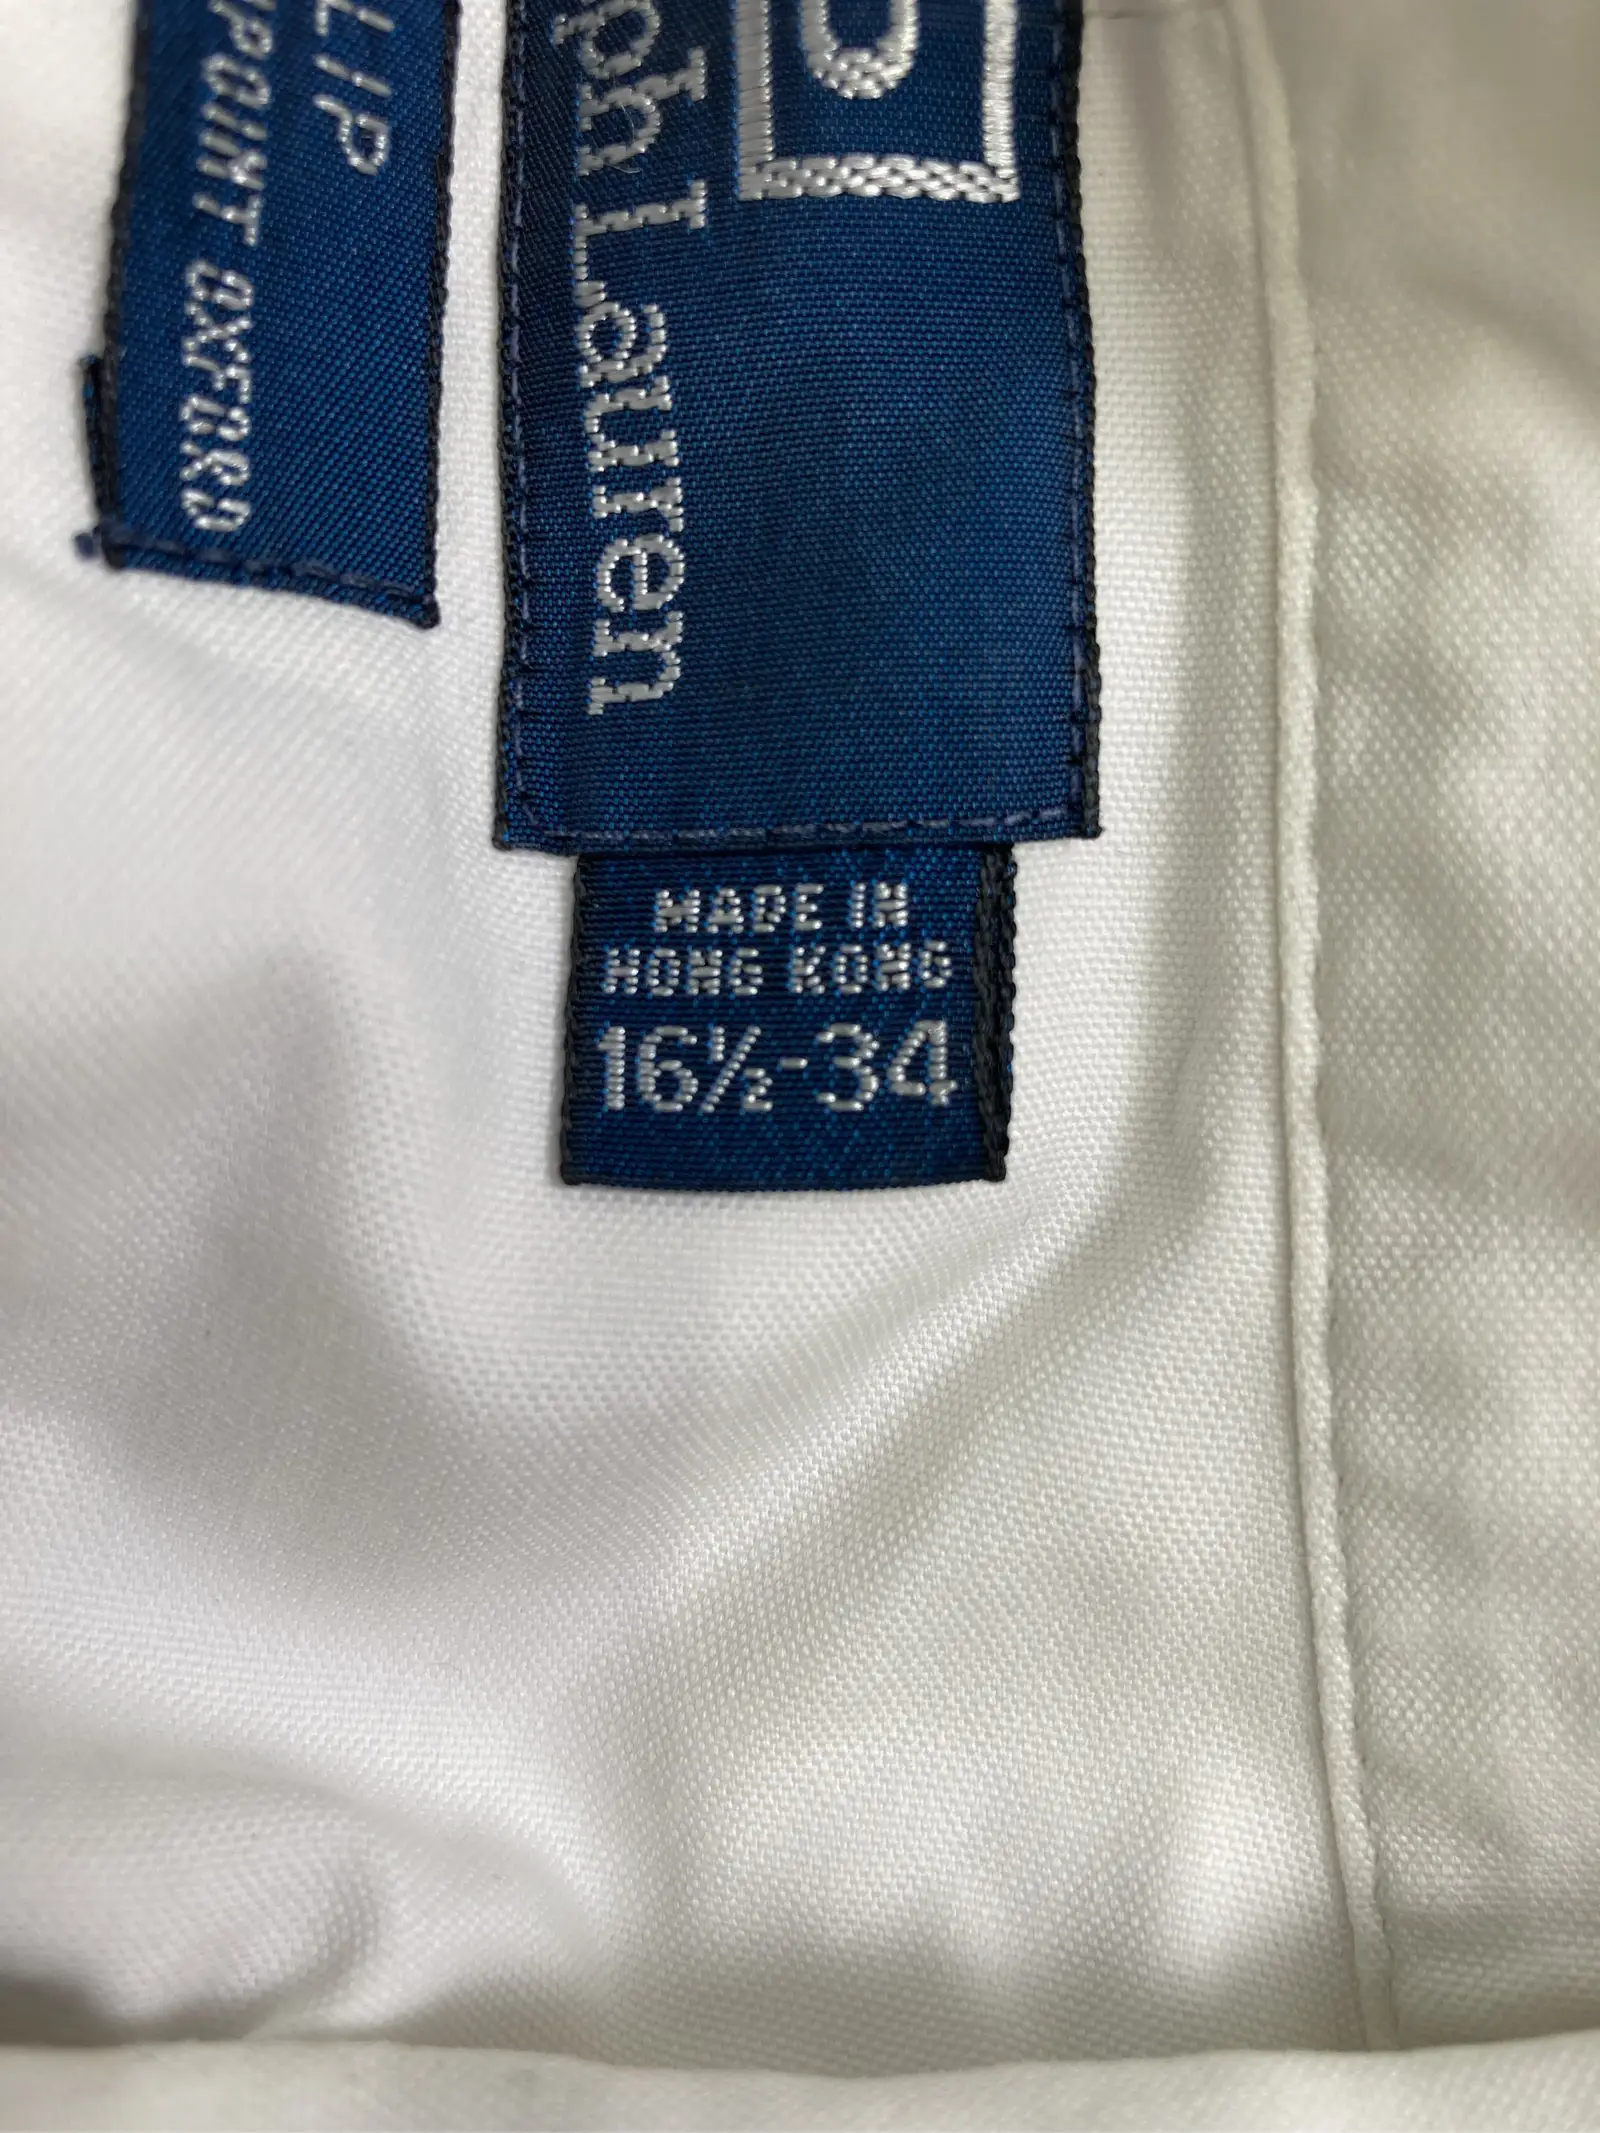 LIP
POINT OXFORD
ph Lauren
MADE IN
HONG KONG
16½-34